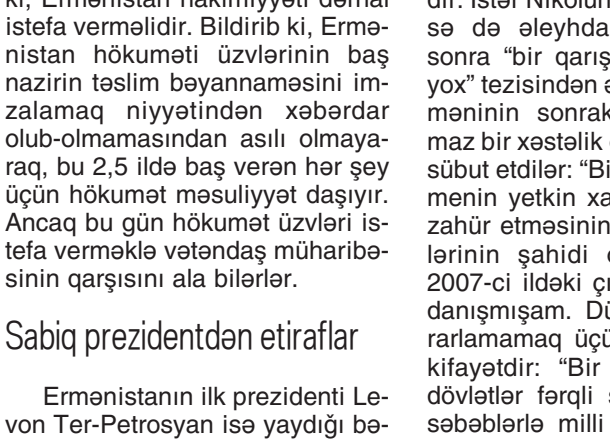 ki, Ermənistan hakimiyyəti dərhal
istefa verməlidir. Bildirib ki, Ermə-
nistan hökuməti üzvlərinin baş
nazirin təslim bəyannaməsini im-
zalamaq niyyətindən xəbərdar
olub-olmamasından asılı olmaya-
raq, bu 2,5 ildə baş verən hər şey
üçün hökumət məsuliyyət daşıyır.
Ancaq bu gün hökumət üzvləri is-
tefa verməklə vətəndaş müharibə-
sinin qarşısını ala bilərlər.
Sabiq prezidentdən etiraflar
Ermənistanın ilk prezidenti Le-
von Ter-Petrosyan isə yaydığı bə-
sə də əleyhda
sonra “bir qarış
yox” tezisindən
məninin sonrak
maz bir xəstəlik
sübut etdilər: “Bi
menin yetkin xa
zahür etməsinin
lərinin şahidi
2007-ci ildəki çı
danışmışam. Dü
rarlamamaq üçü
kifayətdir: “Bir
dövlətlər fərqli
səbəblərlə milli